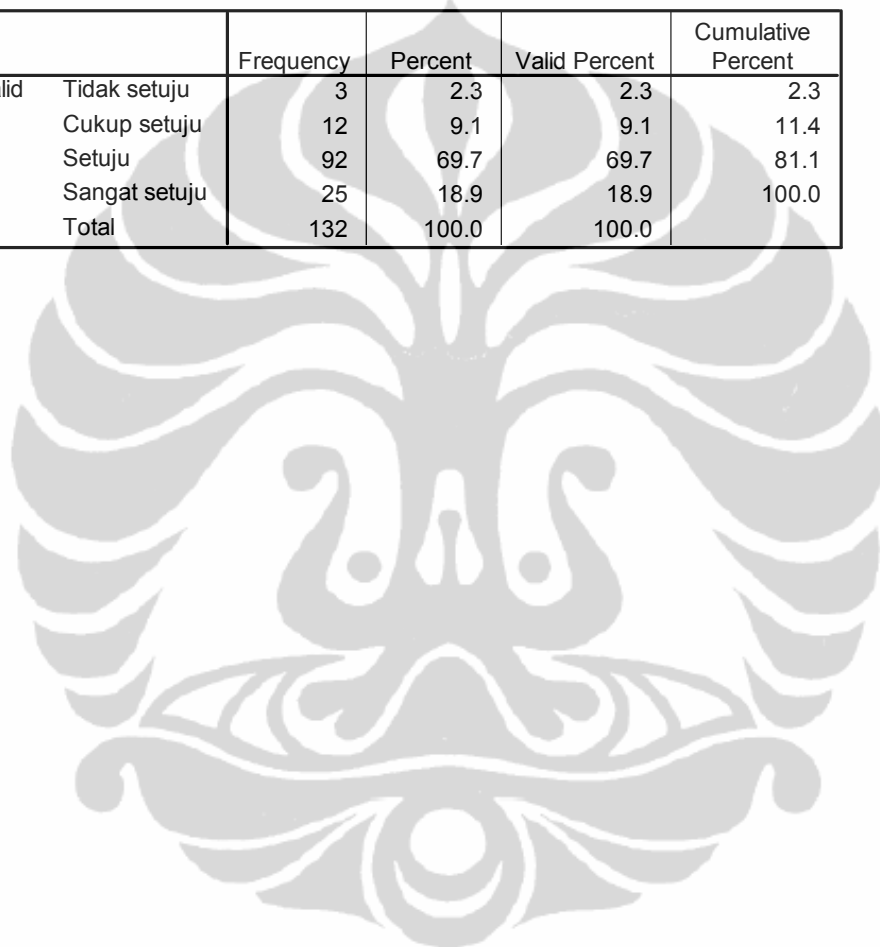 Cumulative
Frequency Percent Valid Percent Percent
Tidak setuju 3 2.3 2.3 2.3
Cukup setuju 12 9.1 9.1 11.4
Setuju 92 69.7 69.7 81.1
Sangat setuju 25 18.9 18.9 100.0
Total 132 100.0 100.0